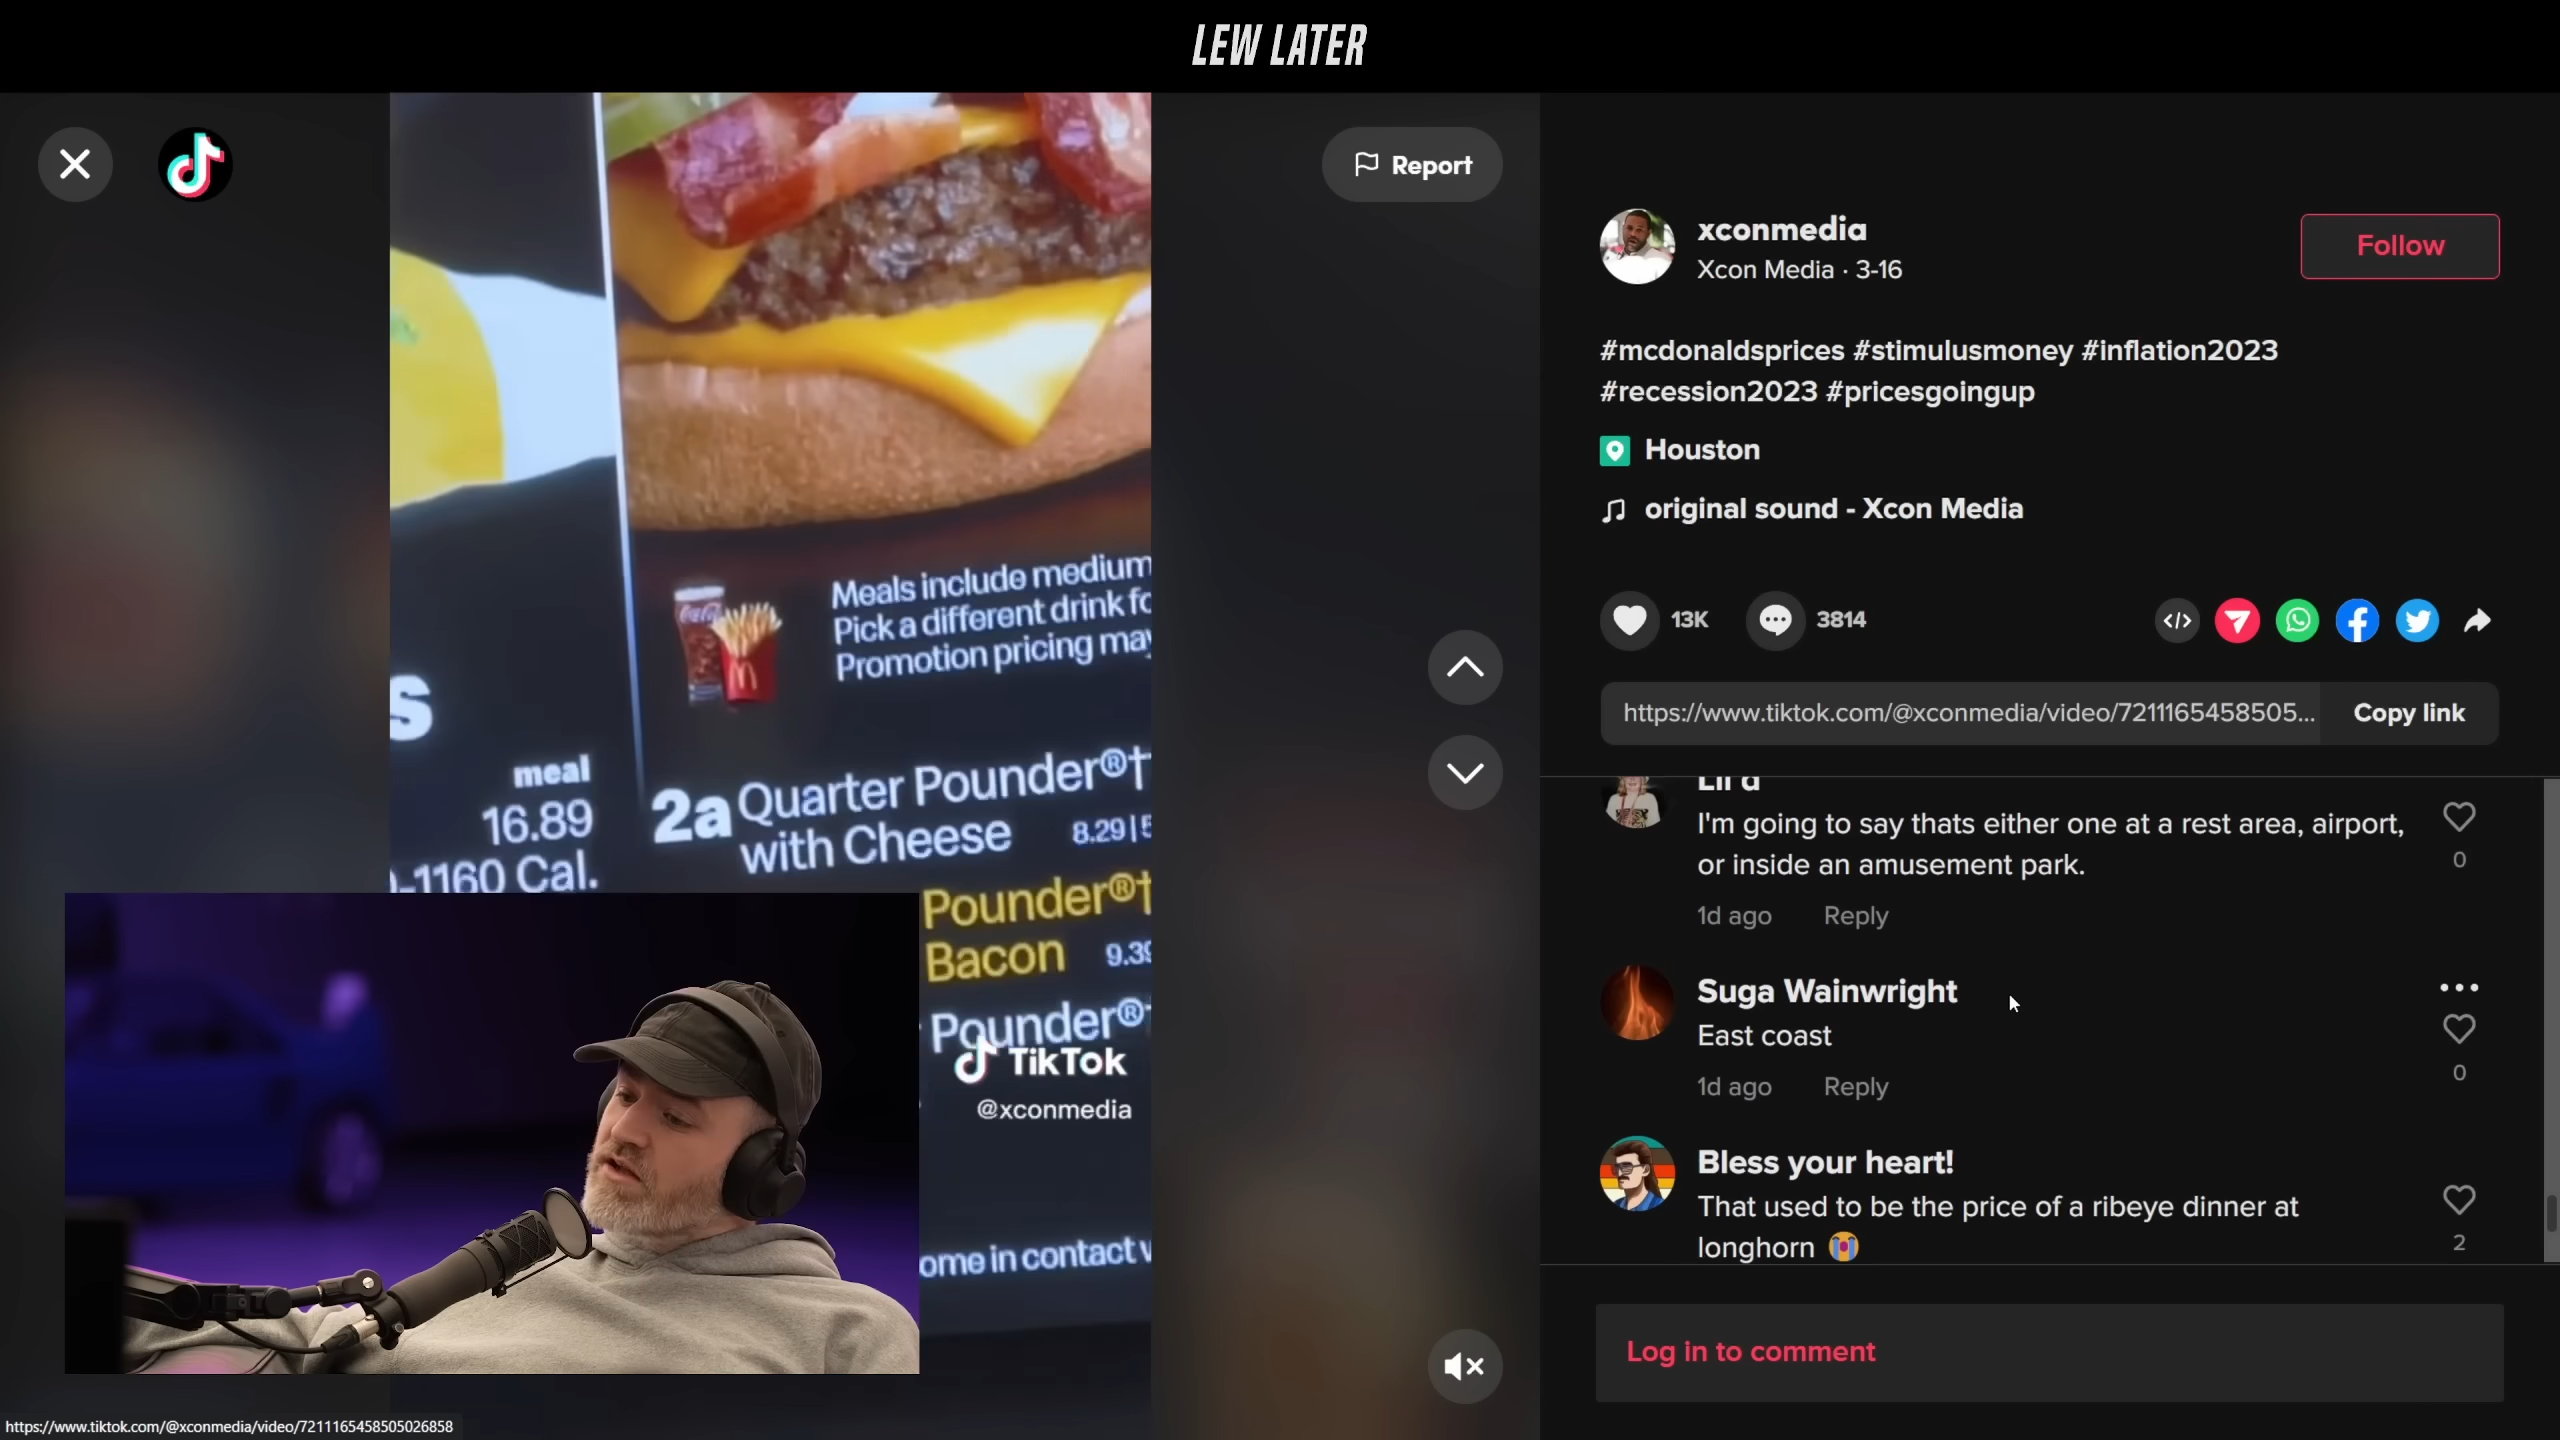 LEW LATER
Report
Meals include medium
Pick a different drink
Promotion pricing
meal
16.89
-1160 Cal.
2a Quarter Pounder®†
with Cheese 8.29|5
Pounder®†
Bacon 9.39
Pounder®
TikTok
@xconmedia
ome in contact
xconmedia
Xcon Media · 3-16
Follow
#mcdonaldsprices #stimulusmoney #inflation2023
#recession2023 #pricesgoingup
Houston
original sound - Xcon Media
13K
3814
https://www.tiktok.com/@xconmedia/video/7211165458505...
Copy link
Lil d
I'm going to say thats either one at a rest area, airport,
or inside an amusement park.
0
1d ago Reply
Suga Wainwright
East coast
0
1d ago Reply
Bless your heart!
That used to be the price of a ribeye dinner at
longhorn 😭
2
Log in to comment
https://www.tiktok.com/@xconmedia/video/7211165458505026858